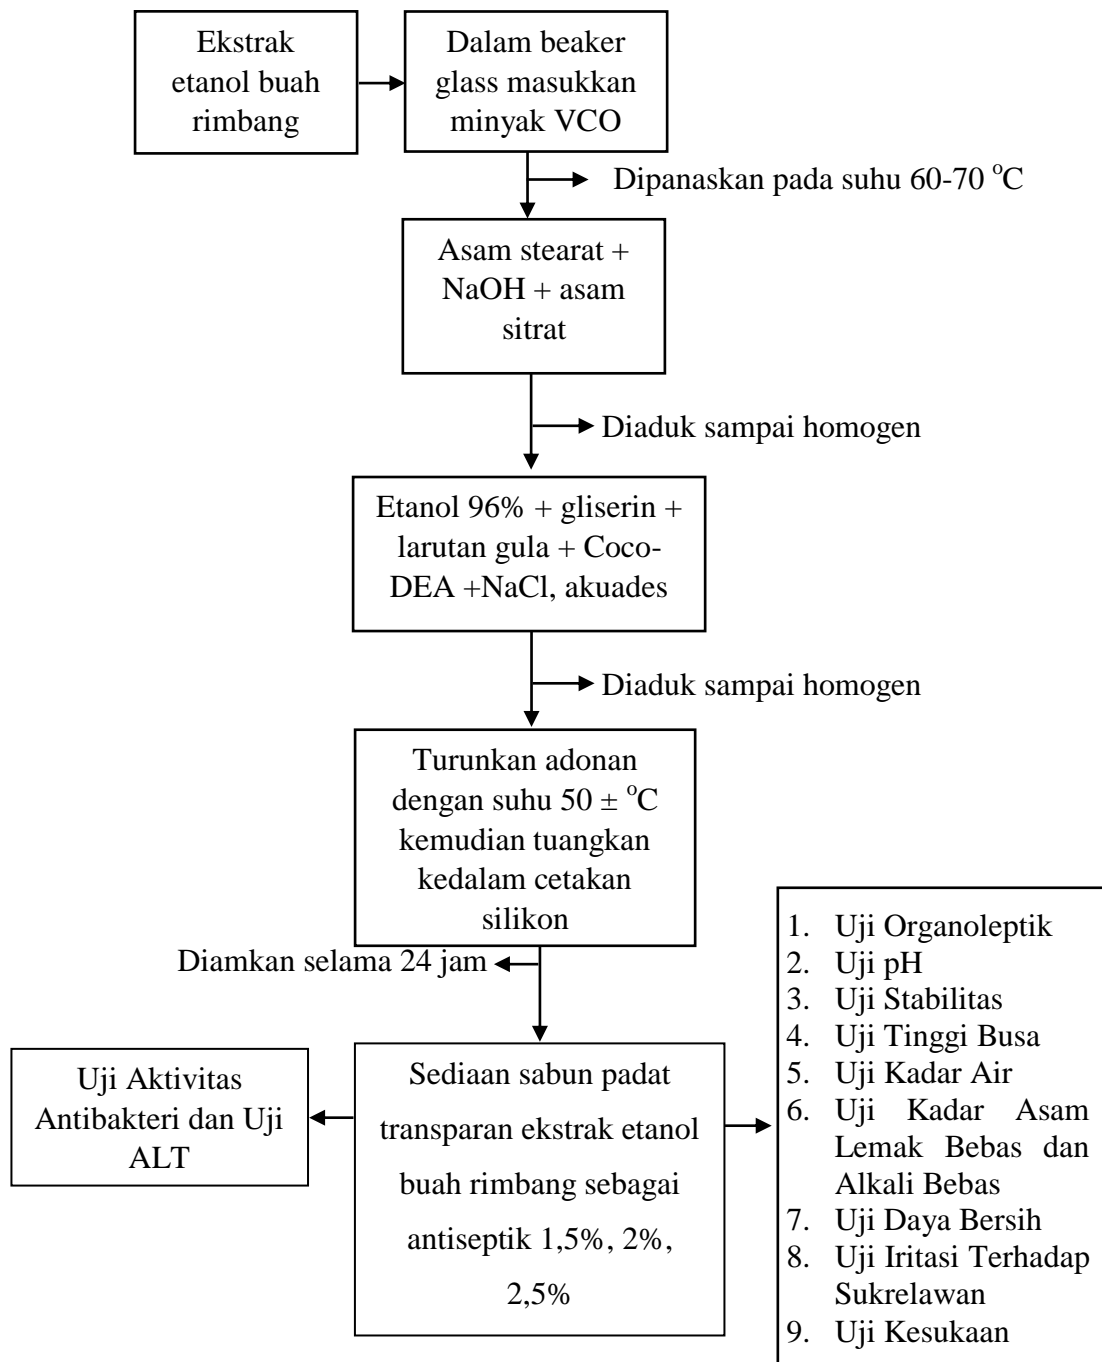 Ekstrak
etanol buah
rimbang
Dalam beaker
glass masukkan
minyak VCO
Dipanaskan pada suhu 60-70 °C
Asam stearat +
NaOH + asam
sitrat
Diaduk sampai homogen
Etanol 96% + gliserin +
larutan gula + Coco-
DEA +NaCl, akuades
Diaduk sampai homogen
Turunkan adonan
dengan suhu 50 ± °C
kemudian tuangkan
kedalam cetakan
silikon
Diamkan selama 24 jam
Uji Aktivitas
Antibakteri dan Uji
ALT
Sediaan sabun padat
transparan ekstrak etanol
buah rimbang sebagai
antiseptik 1,5%, 2%,
2,5%
1. Uji Organoleptik
2. Uji pH
3. Uji Stabilitas
4. Uji Tinggi Busa
5. Uji Kadar Air
6. Uji Kadar Asam
Lemak Bebas dan
Alkali Bebas
7. Uji Daya Bersih
8. Uji Iritasi Terhadap
Sukrelawan
9. Uji Kesukaan